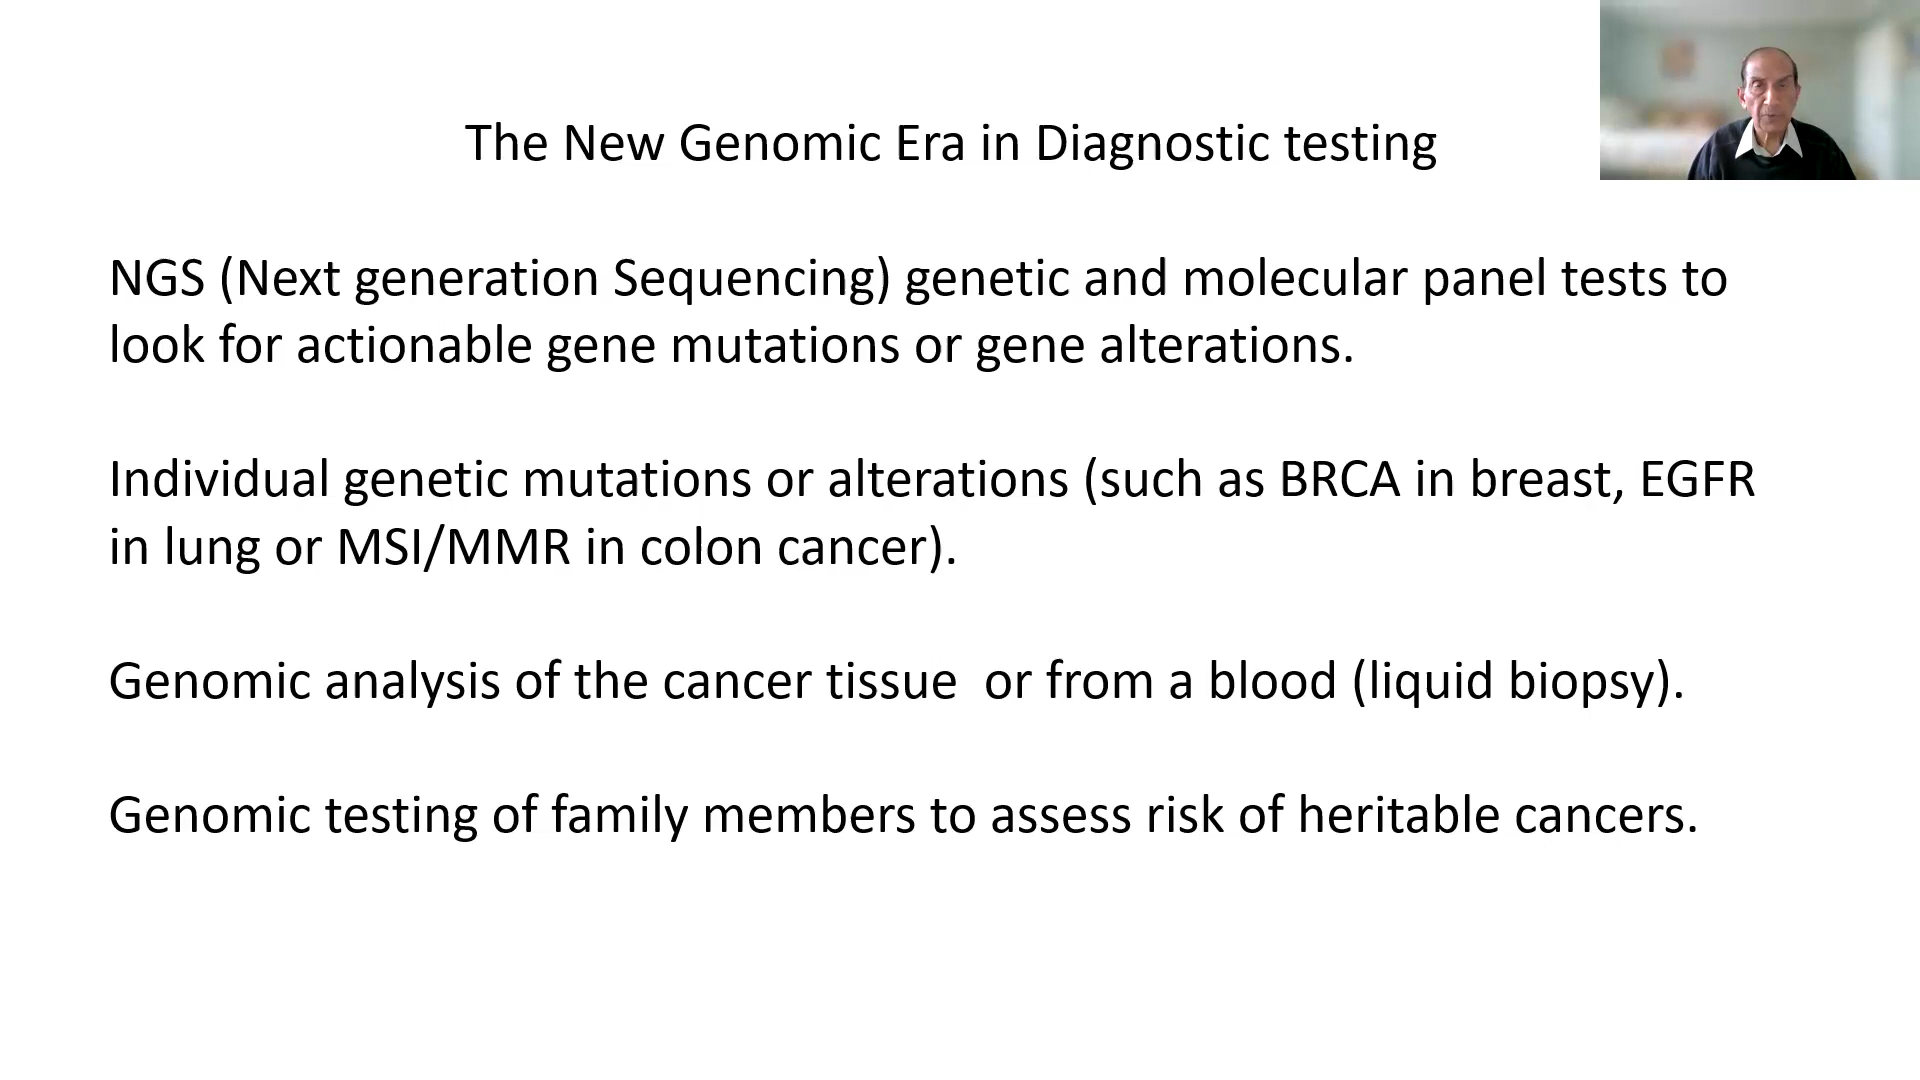 The New Genomic Era in Diagnostic testing
NGS (Next generation Sequencing) genetic and molecular panel tests to
look for actionable gene mutations or gene alterations.
Individual genetic mutations or alterations (such as BRCA in breast, EGFR
in lung or MSI/MMR in colon cancer).
Genomic analysis of the cancer tissue  or from a blood (liquid biopsy).
Genomic testing of family members to assess risk of heritable cancers.